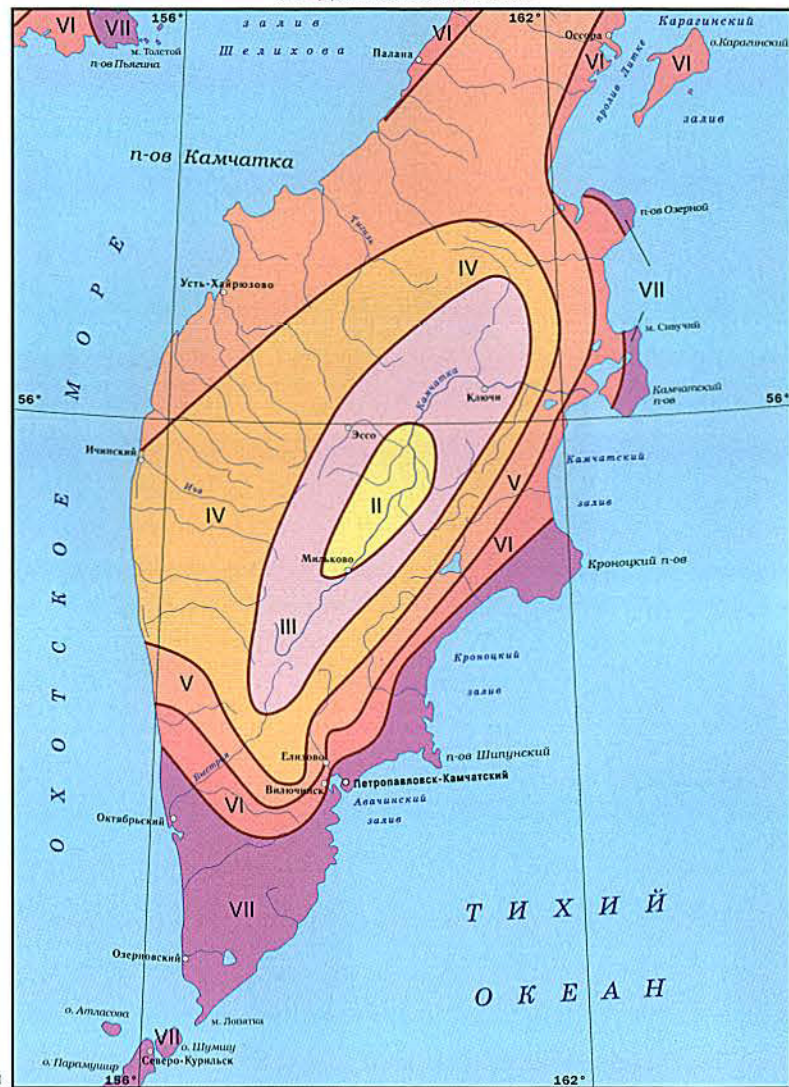 156°
162°
VI
VII
м. Толстой
п-ов Пьягина
залив
Шелихова
VI
Палана
Оссора
Карагинский
о. Карагинский
VI
VI
пролив Литке
залив
п-ов Камчатка
Тигиль
п-ов Озерной
IV
VII
Усть-Хайрюзово
м. Сивучий
Камчатский
п-ов
Камчатка
Ключи
56°
56°
Эссо
Ичинский
Камчатский
залив
Ича
IV
II
V
VI
Мильково
Кроноцкий п-ов
III
Кроноцкий
залив
V
Быстрая
Елизово
п-ов Шипунский
Вилючинск
Петропавловск-Камчатский
VI
Авачинский
залив
Октябрьский
VII
Озерновский
ОХОТСКОЕ МОРЕ
ТИХИЙ
ОКЕАН
о. Атласова
м. Лопатка
VII
о. Шумшу
Северо-Курильск
о. Парамушир
156°
162°